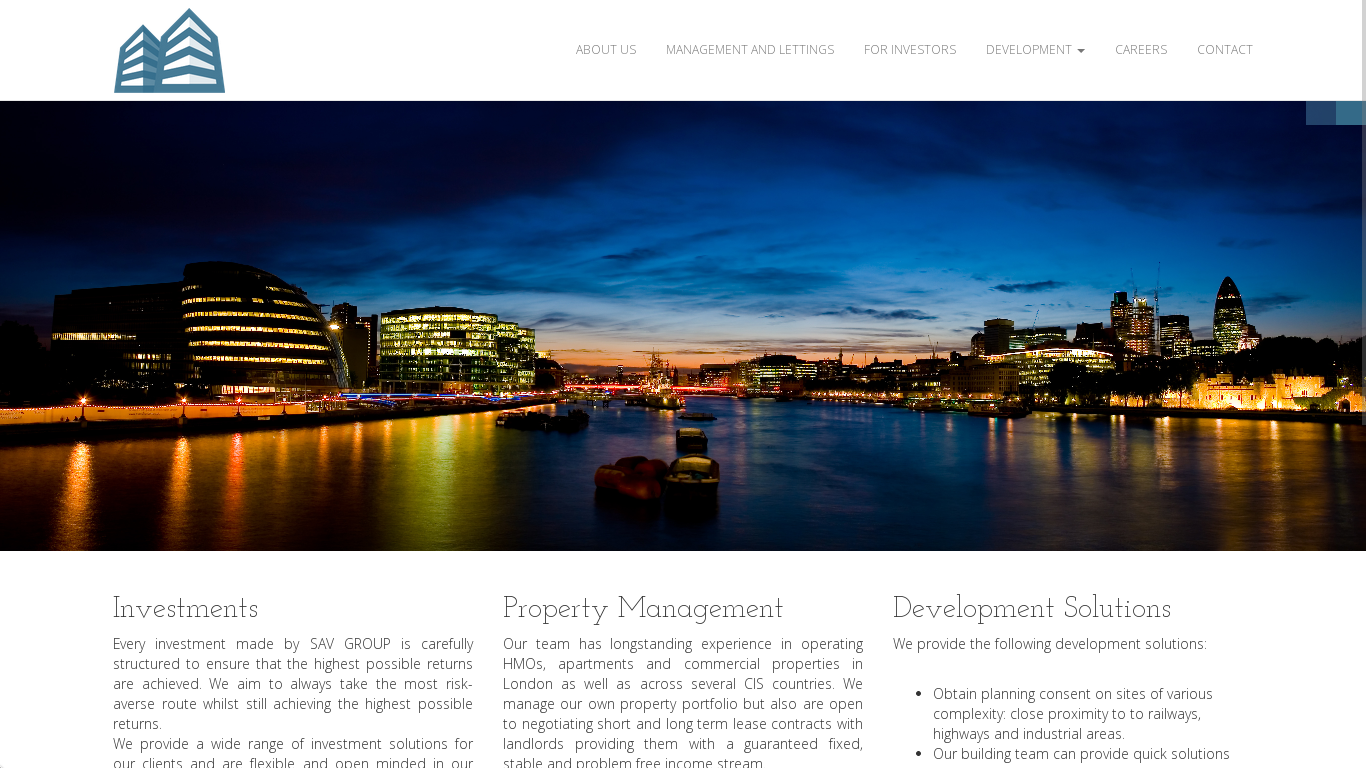 ABOUT US MANAGEMENT AND LETTINGS FOR INVESTORS DEVELOPMENT CAREERS CONTACT
Investments
Every investment made by SAV GROUP is carefully
structured to ensure that the highest possible returns
are achieved. We aim to always take the most risk-
averse route whilst still achieving the highest possible
returns.
We provide a wide range of investment solutions for
our clients and are flexible and open minded in our
Property Management
Our team has longstanding experience in operating
HMOs, apartments and commercial properties in
London as well as across several CIS countries. We
manage our own property portfolio but also are open
to negotiating short and long term lease contracts with
landlords providing them with a guaranteed fixed,
stable and problem free income stream.
Development Solutions
We provide the following development solutions:
• Obtain planning consent on sites of various
complexity: close proximity to to railways,
highways and industrial areas.
• Our building team can provide quick solutions